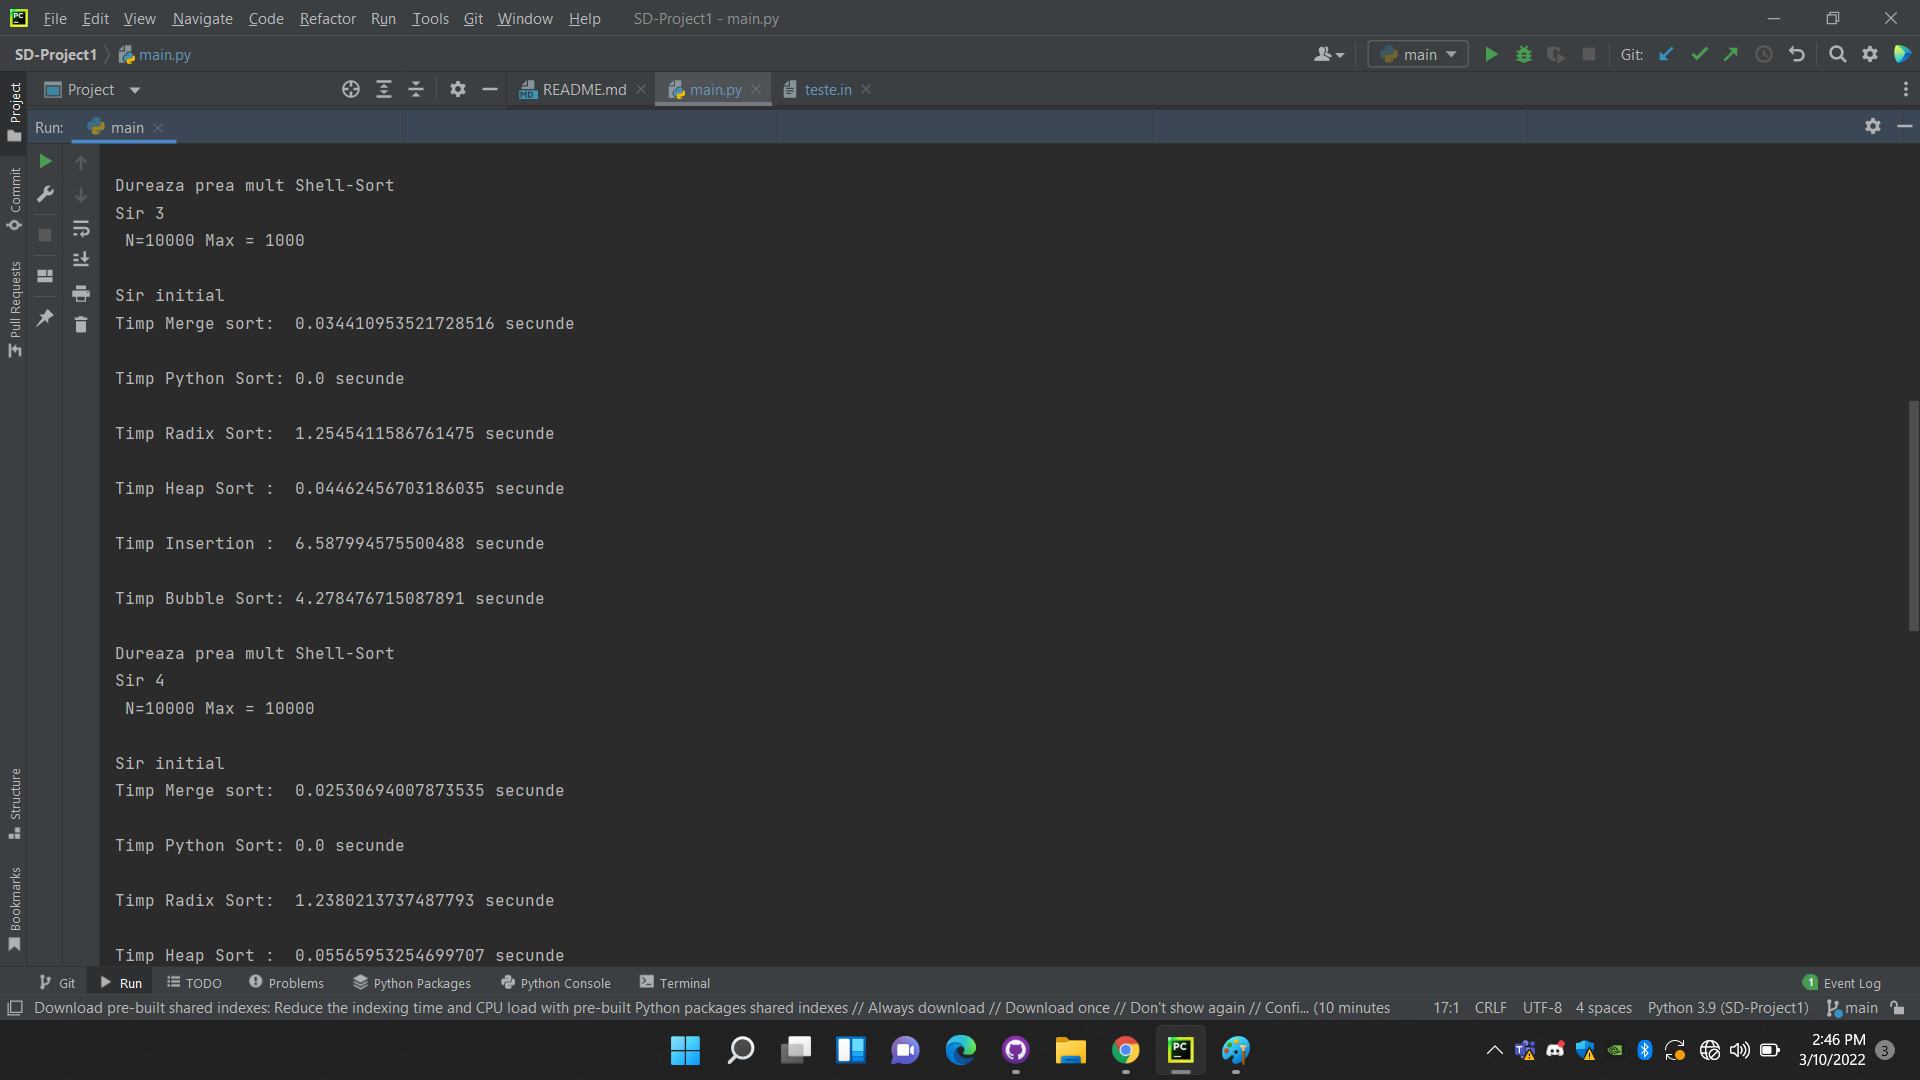 File Edit View Navigate Code Refactor Run Tools Git Window Help SD-Project1 - main.py
SD-Project1 main.py main Git:
Project README.md main.py teste.in
Run: main
Project
Commit
Pull Requests
Structure
Bookmarks
Dureaza prea mult Shell-Sort
Sir 3
N=10000 Max = 1000
Sir initial
Timp Merge sort: 0.034410953521728516 secunde
Timp Python Sort: 0.0 secunde
Timp Radix Sort: 1.2545411586761475 secunde
Timp Heap Sort : 0.04462456703186035 secunde
Timp Insertion : 6.587994575500488 secunde
Timp Bubble Sort: 4.278476715087891 secunde
Dureaza prea mult Shell-Sort
Sir 4
N=10000 Max = 10000
Sir initial
Timp Merge sort: 0.02530694007873535 secunde
Timp Python Sort: 0.0 secunde
Timp Radix Sort: 1.2380213737487793 secunde
Timp Heap Sort : 0.05565953254699707 secunde
Git Run TODO Problems Python Packages Python Console Terminal 1 Event Log
Download pre-built shared indexes: Reduce the indexing time and CPU load with pre-built Python packages shared indexes // Always download // Download once // Don't show again // Confi... (10 minutes 17:1 CRLF UTF-8 4 spaces Python 3.9 (SD-Project1) main
2:46 PM
3/10/2022 3